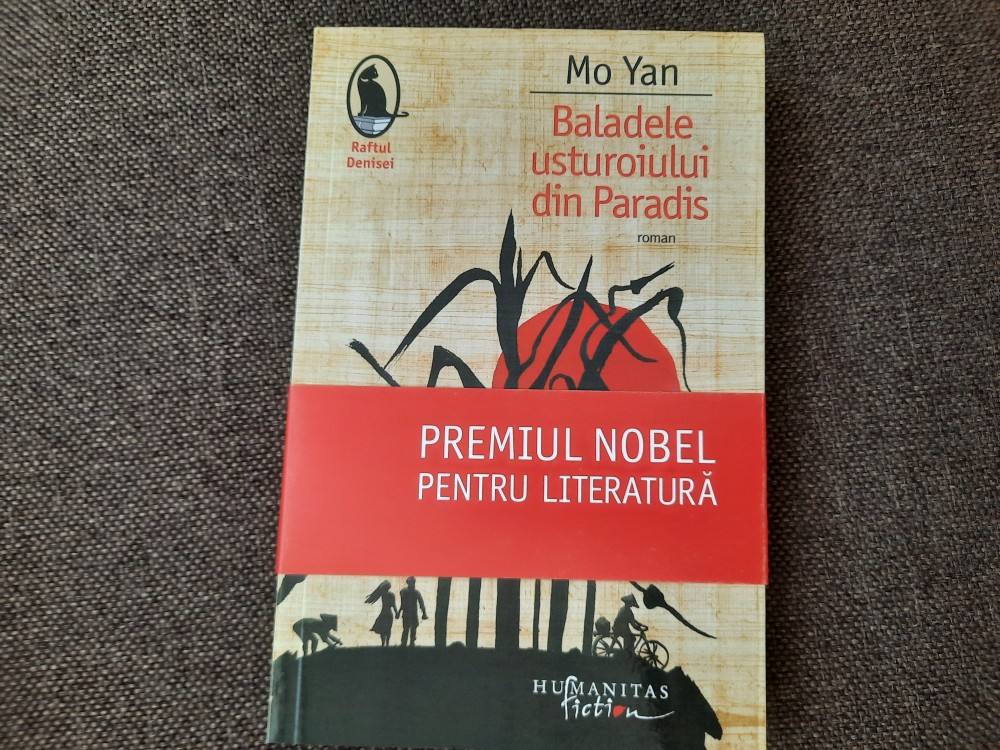 Mo Yan
Raftul
Denisei
Baladele
usturoiului
din Paradis
roman
PREMIUL NOBEL
PENTRU LITERATURĂ
HUMANITAS
fiction